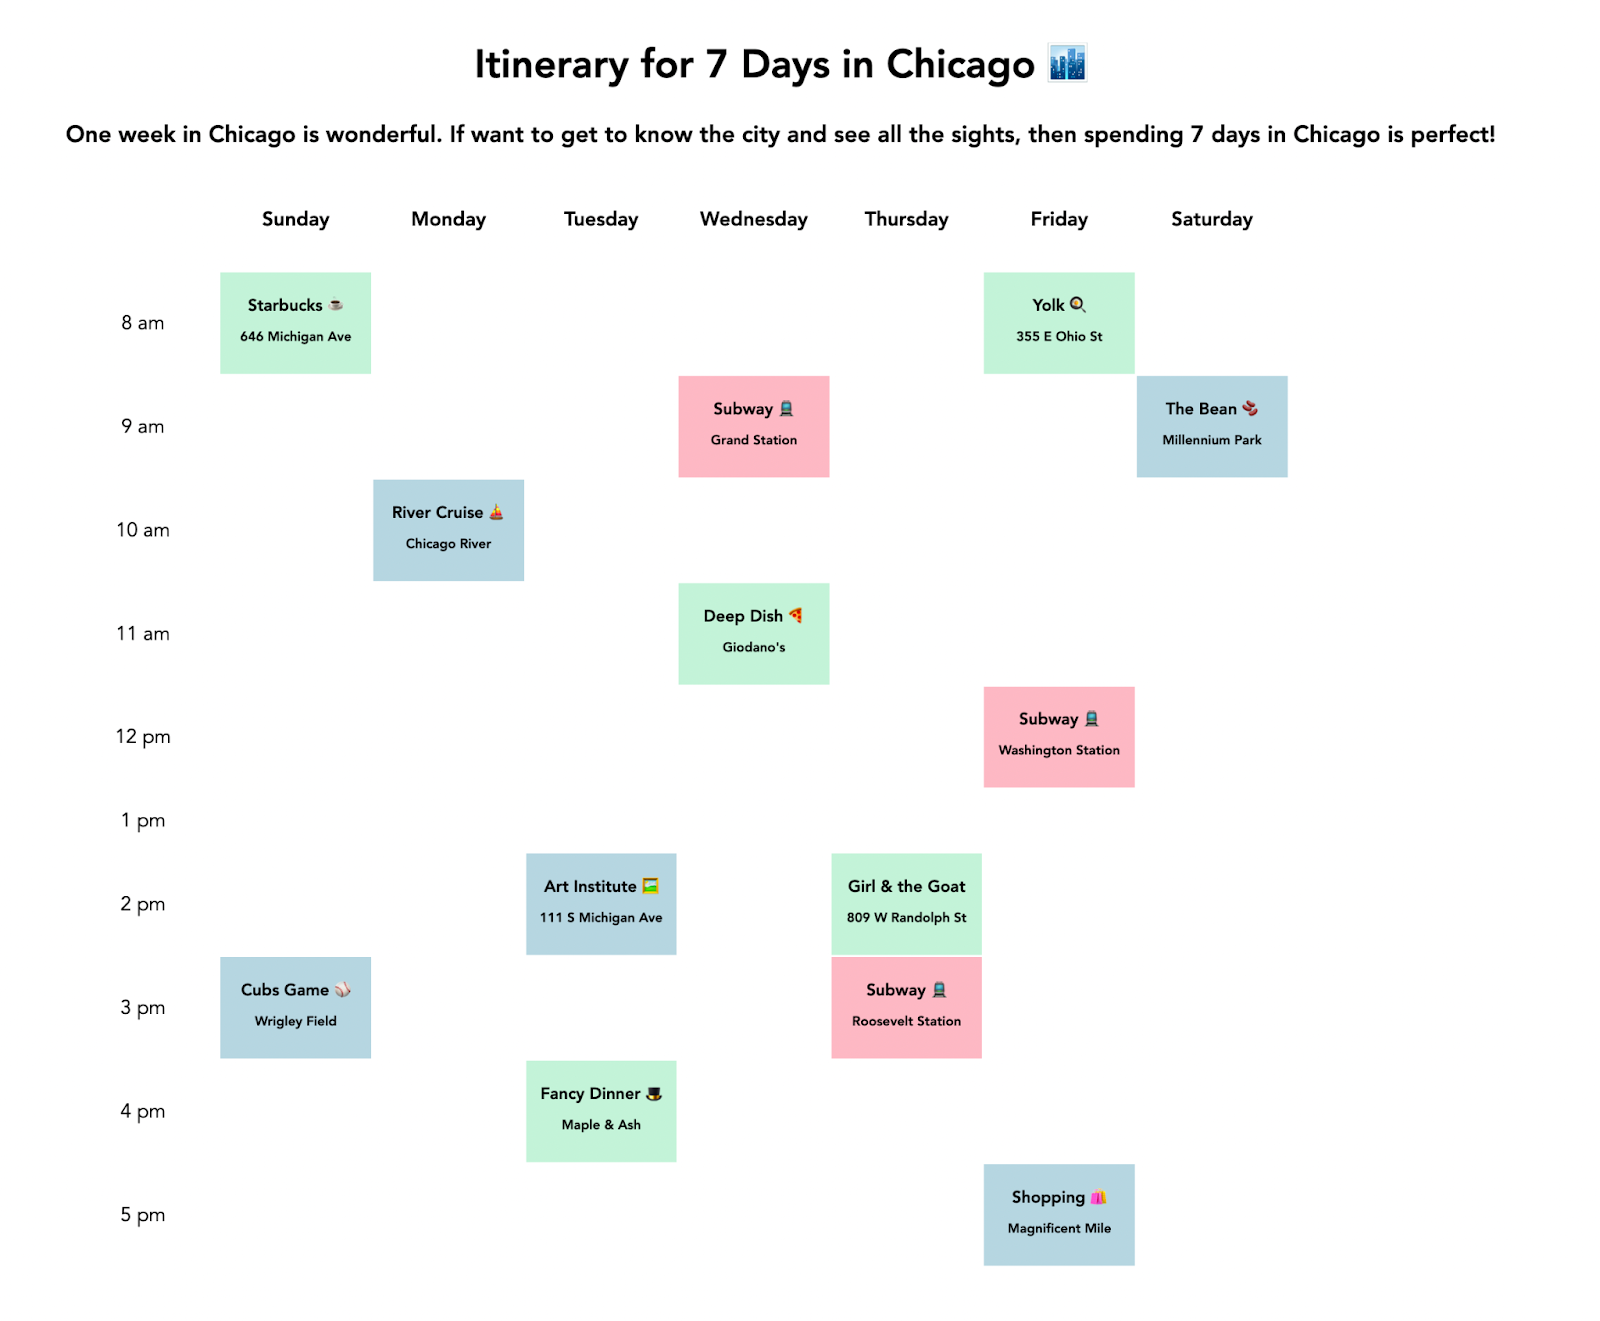 Itinerary for 7 Days in Chicago 🏙️
One week in Chicago is wonderful. If want to get to know the city and see all the sights, then spending 7 days in Chicago is perfect!
Sunday Monday Tuesday Wednesday Thursday Friday Saturday
8 am
Starbucks ☕
646 Michigan Ave
Yolk 🍳
355 E Ohio St
9 am
Subway 🚆
Grand Station
The Bean 🫘
Millennium Park
10 am
River Cruise ⛵
Chicago River
11 am
Deep Dish 🍕
Giodano's
12 pm
Subway 🚆
Washington Station
1 pm
2 pm
Art Institute 🖼️
111 S Michigan Ave
Girl & the Goat
809 W Randolph St
3 pm
Cubs Game ⚾
Wrigley Field
Subway 🚆
Roosevelt Station
4 pm
Fancy Dinner 🎩
Maple & Ash
5 pm
Shopping 🛍️
Magnificent Mile